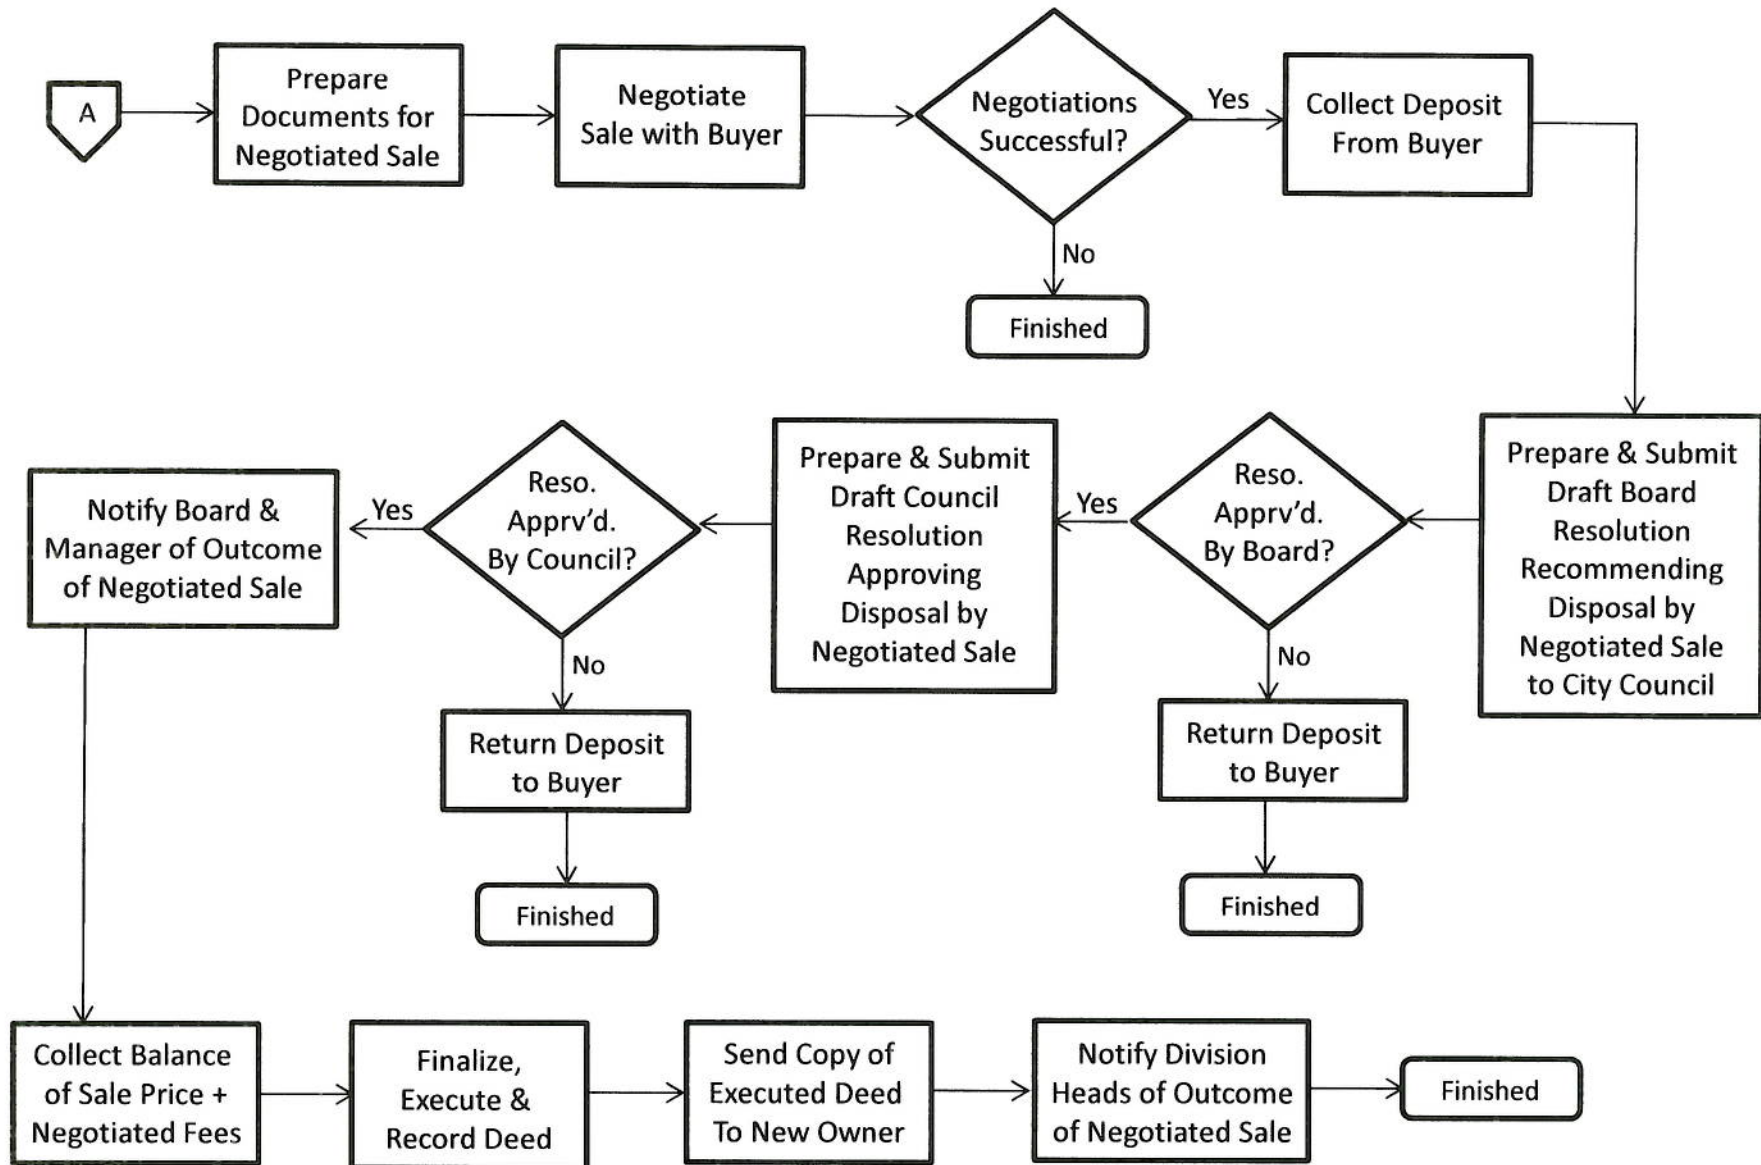 A
Prepare
Documents for
Negotiated Sale
Negotiate
Sale with Buyer
Negotiations
Successful?
Yes
Collect Deposit
From Buyer
No
Finished
Prepare & Submit
Draft Board
Resolution
Recommending
Disposal by
Negotiated Sale
to City Council
Reso.
Apprv'd.
By Board?
Yes
No
Return Deposit
to Buyer
Finished
Prepare & Submit
Draft Council
Resolution
Approving
Disposal by
Negotiated Sale
Reso.
Apprv'd.
By Council?
Yes
No
Return Deposit
to Buyer
Finished
Notify Board &
Manager of Outcome
of Negotiated Sale
Collect Balance
of Sale Price +
Negotiated Fees
Finalize,
Execute &
Record Deed
Send Copy of
Executed Deed
To New Owner
Notify Division
Heads of Outcome
of Negotiated Sale
Finished